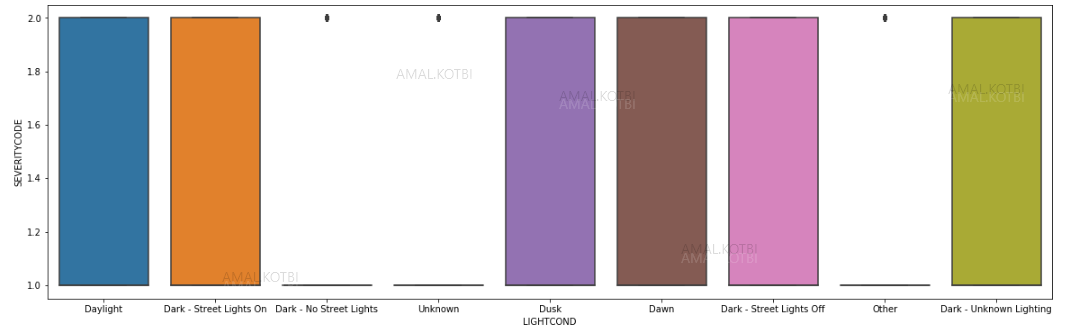 2.0
1.8
1.6
1.4
1.2
1.0
SEVERITYCODE
AMAL.KOTBI
AMAL.KOTBI
AMAL.KOTBI
AMAL.KOTBI
AMAL.KOTBI
AMAL.KOTBI
AMAL.KOTBI
AMAL.KOTBI
Daylight Dark - Street Lights On Dark - No Street Lights Unknown Dusk Dawn Dark - Street Lights Off Other Dark - Unknown Lighting
LIGHTCOND